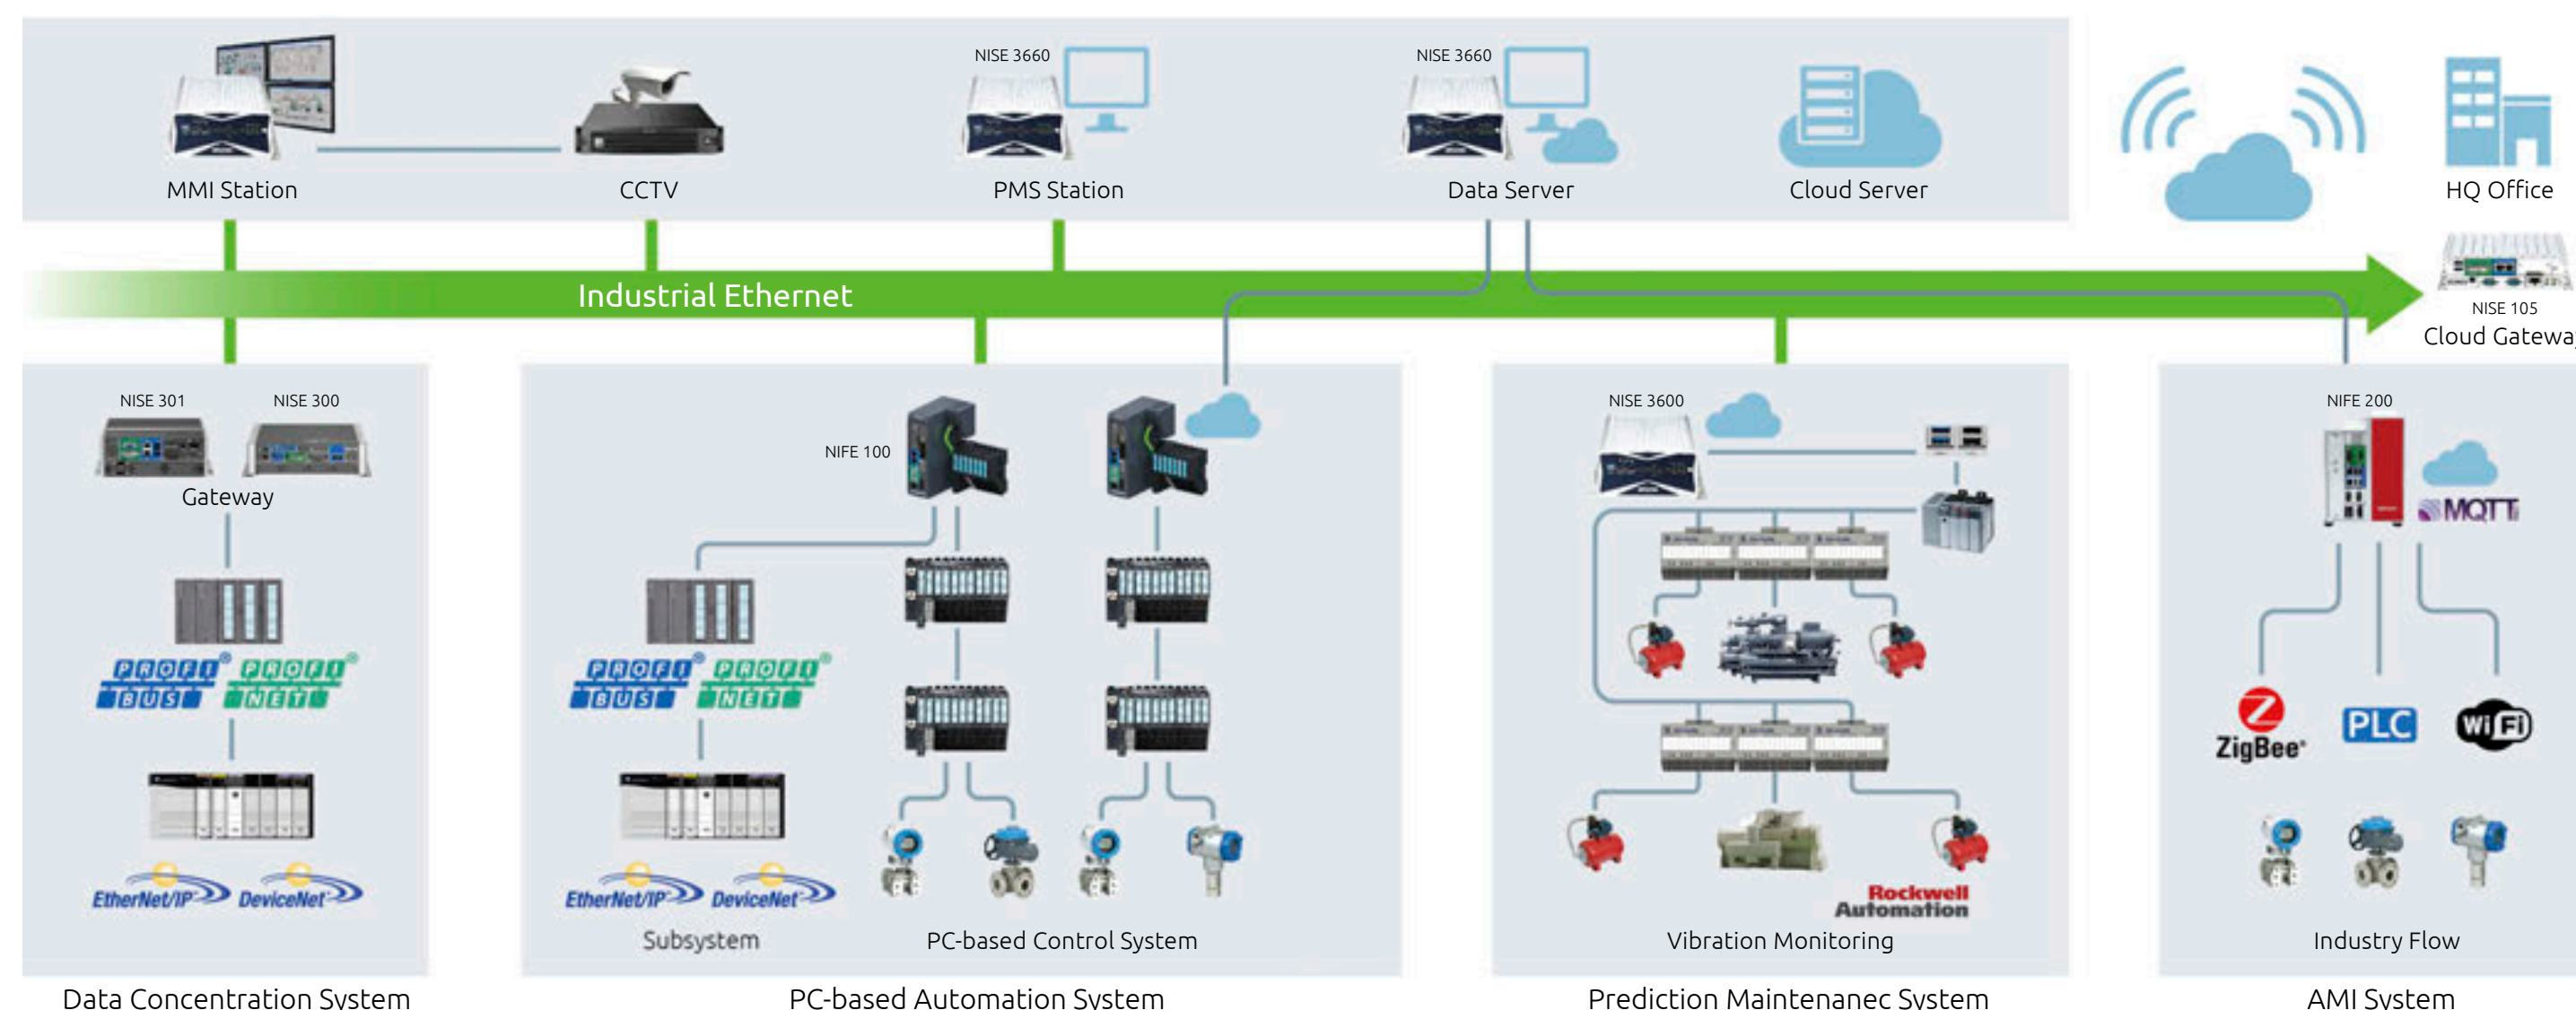 NISE 3660
NISE 3660
MMI Station
CCTV
PMS Station
Data Server
Cloud Server
HQ Office
Industrial Ethernet
NISE 105
Cloud Gateway
NISE 301
NISE 300
Gateway
PROFI BUS®
PROFI NET®
EtherNet/IP
DeviceNet
NIFE 100
PROFI BUS®
PROFI NET®
EtherNet/IP
DeviceNet
Subsystem
PC-based Control System
NISE 3600
Rockwell
Automation
Vibration Monitoring
NIFE 200
MQTT
ZigBee®
PLC
WiFi
Industry Flow
Data Concentration System
PC-based Automation System
Prediction Maintenanec System
AMI System